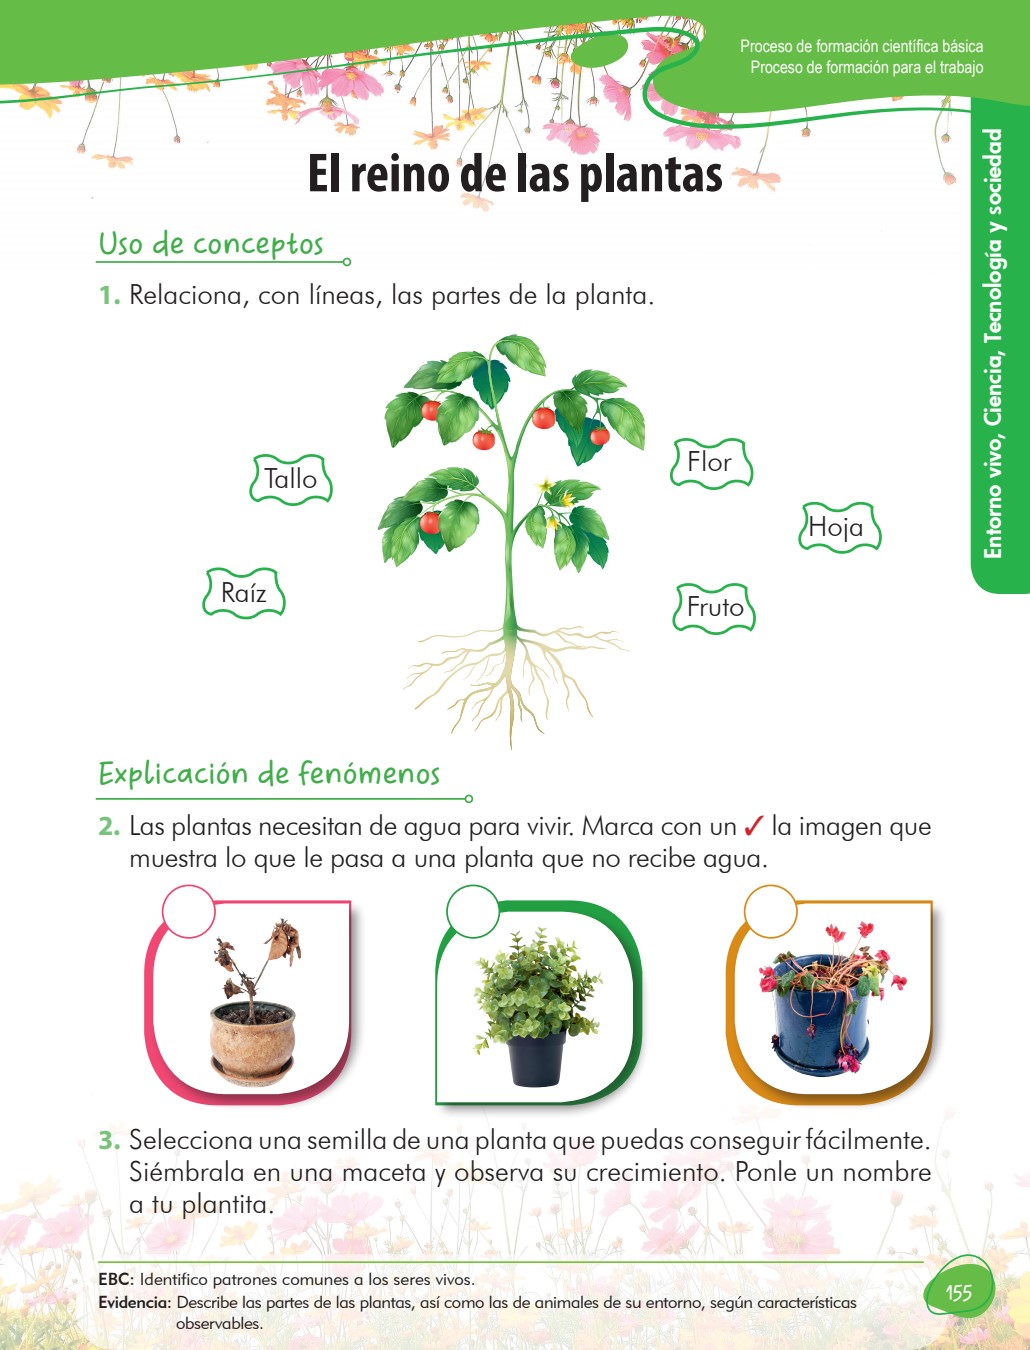 Proceso de formación científica básica
Proceso de formación para el trabajo
Entorno vivo, Ciencia, Tecnología y sociedad
El reino de las plantas
Uso de conceptos
1. Relaciona, con líneas, las partes de la planta.
Tallo
Flor
Hoja
Raíz
Fruto
Explicación de fenómenos
2. Las plantas necesitan de agua para vivir. Marca con un ✓ la imagen que
muestra lo que le pasa a una planta que no recibe agua.
3. Selecciona una semilla de una planta que puedas conseguir fácilmente.
Siémbrala en una maceta y observa su crecimiento. Ponle un nombre
a tu plantita.
EBC: Identifico patrones comunes a los seres vivos.
Evidencia: Describe las partes de las plantas, así como las de animales de su entorno, según características
observables.
155